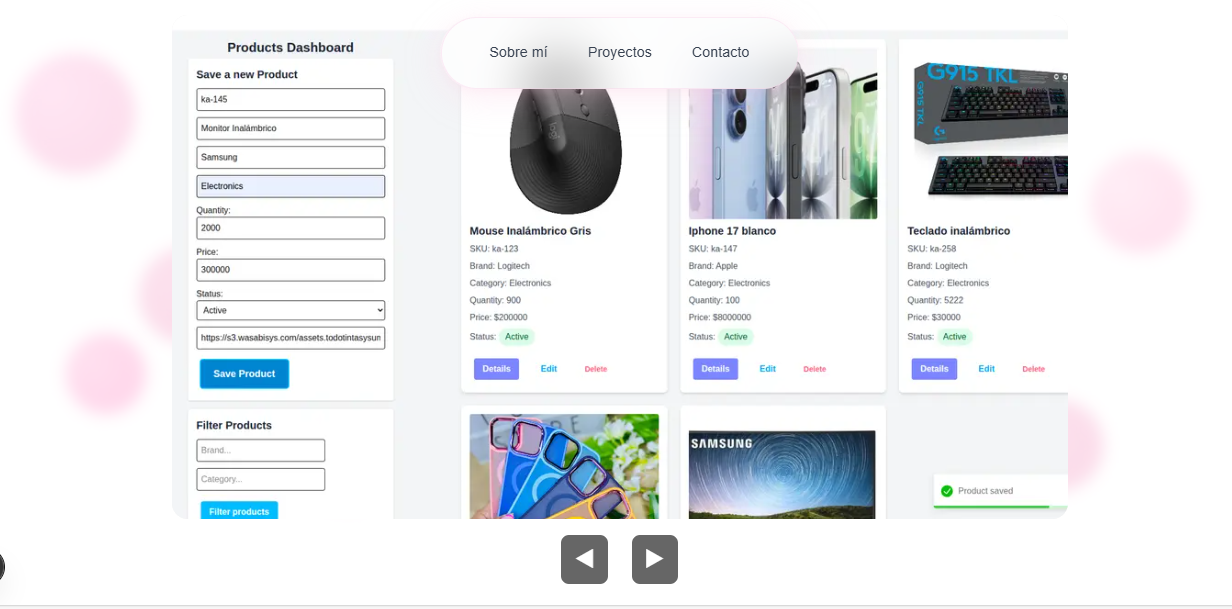 Sobre mí Proyectos Contacto
Products Dashboard
Save a new Product
ka-145
Monitor Inalámbrico
Samsung
Electronics
Quantity:
2000
Price:
300000
Status:
Active
https://s3.wasabisys.com/assets.todotintasysun
Save Product
Filter Products
Brand...
Category...
Filter products
Mouse Inalámbrico Gris
SKU: ka-123
Brand: Logitech
Category: Electronics
Quantity: 900
Price: $200000
Status: Active
Details Edit Delete
Iphone 17 blanco
SKU: ka-147
Brand: Apple
Category: Electronics
Quantity: 100
Price: $8000000
Status: Active
Details Edit Delete
G915 TKL
G915 TKL
Teclado inalámbrico
SKU: ka-258
Brand: Logitech
Category: Electronics
Quantity: 5222
Price: $30000
Status: Active
Details Edit Delete
SAMSUNG
Product saved